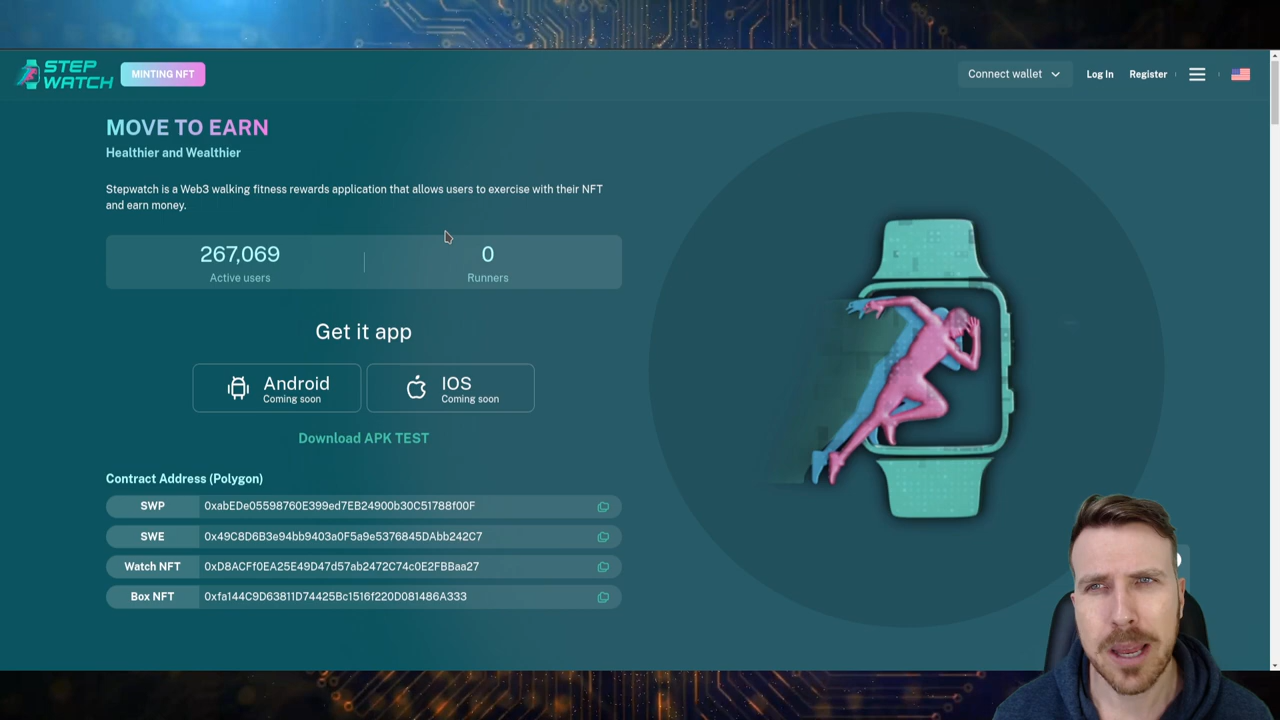 STEP
WATCH
MINTING NFT
Connect wallet
Log In
Register
MOVE TO EARN
Healthier and Wealthier
Stepwatch is a Web3 walking fitness rewards application that allows users to exercise with their NFT
and earn money.
267,069
0
Active users
Runners
Get it app
Android
Coming soon
IOS
Coming soon
Download APK TEST
Contract Address (Polygon)
SWP 0xabEDe05598760E399ed7EB24900b30C51788f00F
SWE 0x49C8D6B3e94bb9403a0F5a9e5376845DAbb242C7
Watch NFT 0xD8ACFf0EA25E49D47d57ab2472C74c0E2FBBaa27
Box NFT 0xfa144C9D63811D74425Bc1516f220D081486A333